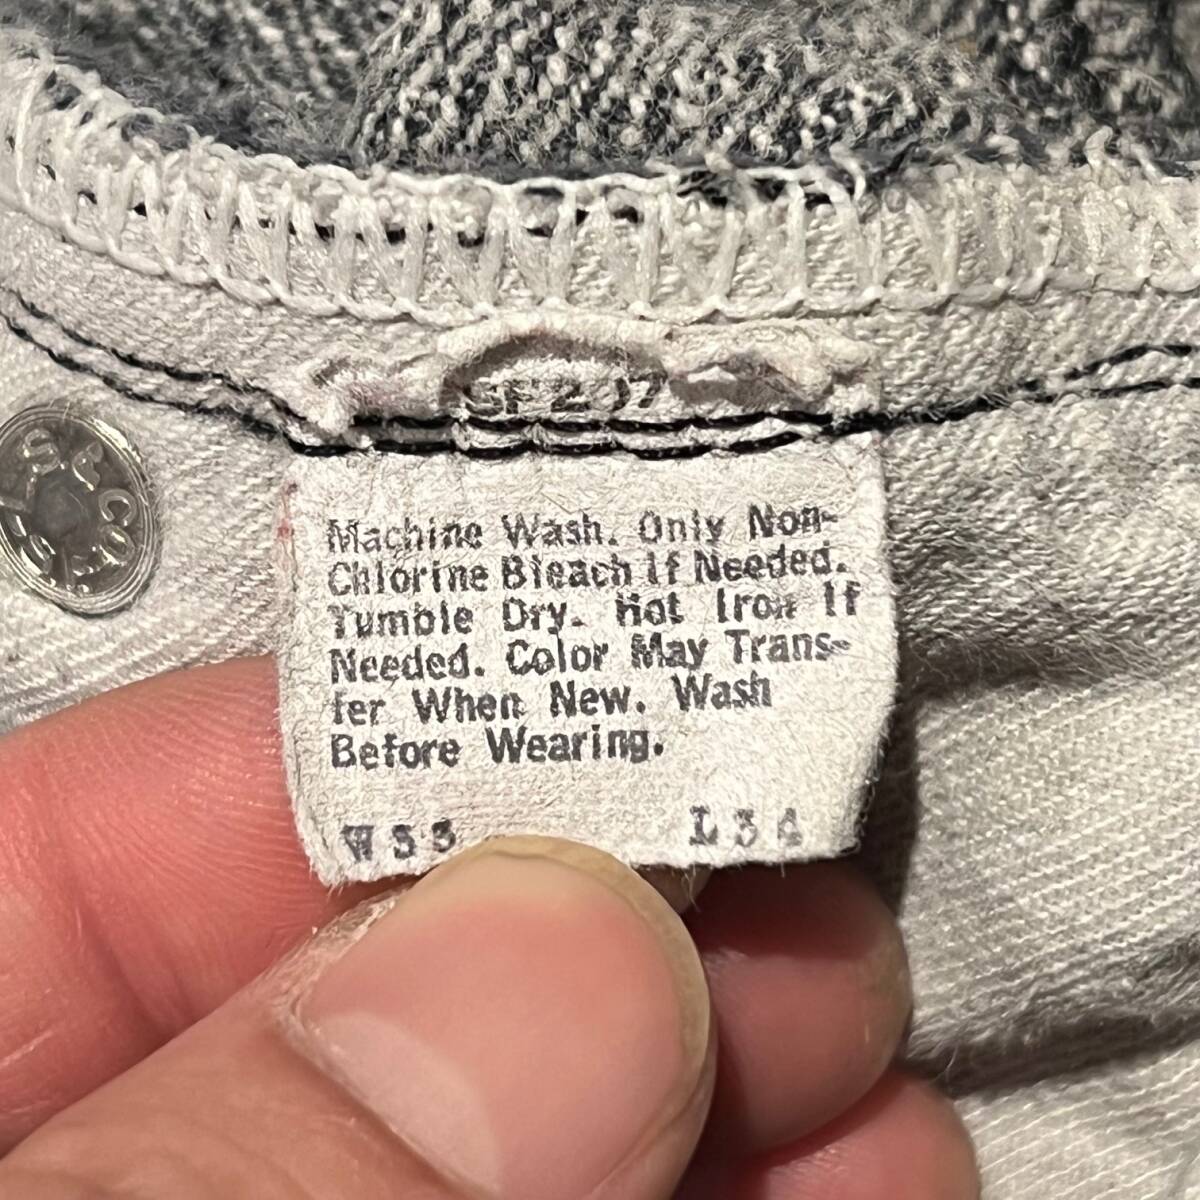 Machine Wash. Only Non-
Chlorine Bleach If Needed.
Tumble Dry. Hot Iron If
Needed. Color May Trans-
fer When New. Wash
Before Wearing.
W33 L34